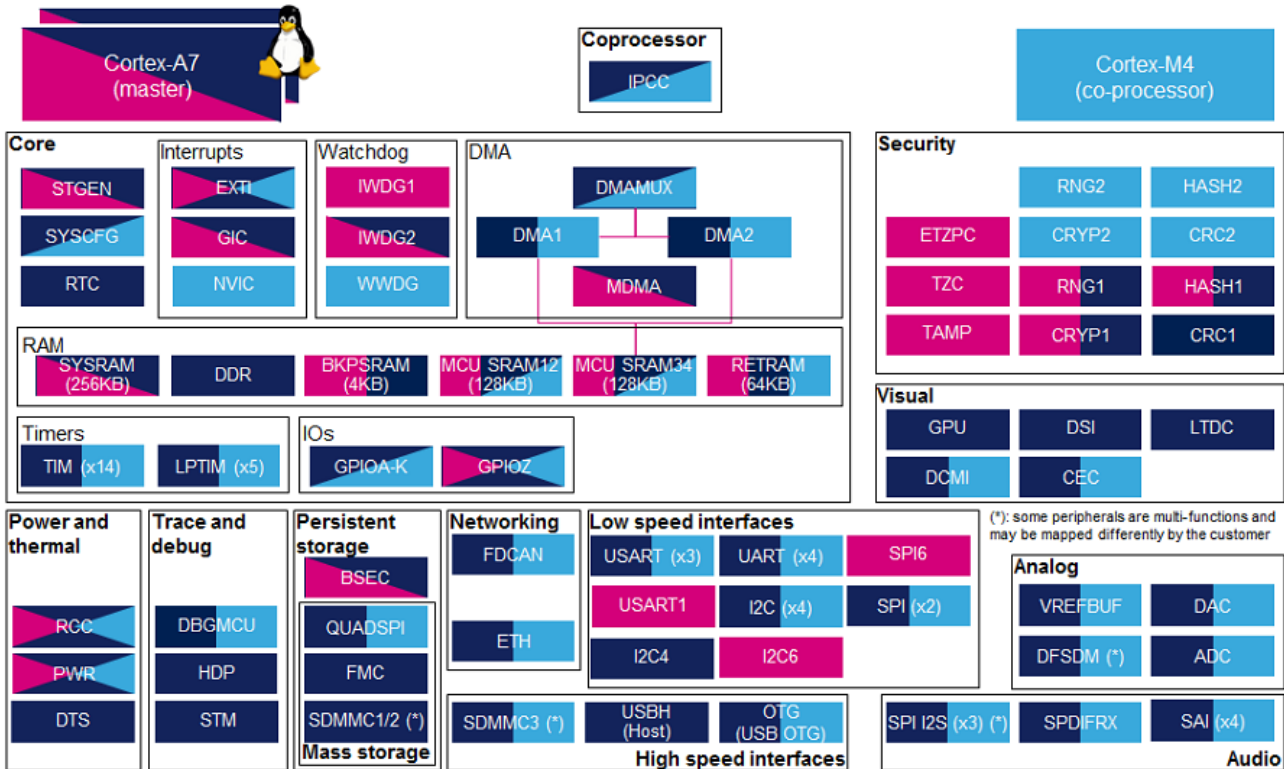 Cortex-A7
(master)
Coprocessor
IPCC
Cortex-M4
(co-processor)
Core
STGEN
SYSCFG
RTC
Interrupts
EXTI
GIC
NVIC
Watchdog
IWDG1
IWDG2
WWDG
DMA
DMAMUX
DMA1
DMA2
MDMA
RAM
SYSRAM
(256KB)
DDR
BKPSRAM
(4KB)
MCU SRAM12
(128KB)
MCU SRAM34
(128KB)
RETRAM
(64KB)
Timers
TIM (x14)
LPTIM (x5)
IOs
GPIOA-K
GPIOZ
Security
RNG2
HASH2
ETZPC
CRYP2
CRC2
TZC
RNG1
HASH1
TAMP
CRYP1
CRC1
Visual
GPU
DSI
LTDC
DCMI
CEC
Power and
thermal
RCC
PWR
DTS
Trace and
debug
DBGMCU
HDP
STM
Persistent
storage
BSEC
QUADSPI
FMC
SDMMC1/2 (*)
Mass storage
Networking
FDCAN
ETH
Low speed interfaces
USART (x3)
UART (x4)
SPI6
USART1
I2C (x4)
SPI (x2)
I2C4
I2C6
(*): some peripherals are multi-functions and
may be mapped differently by the customer
Analog
VREFBUF
DAC
DFSDM (*)
ADC
SDMMC3 (*)
USBH
(Host)
OTG
(USB OTG)
High speed interfaces
SPI I2S (x3) (*)
SPDIFRX
SAI (x4)
Audio